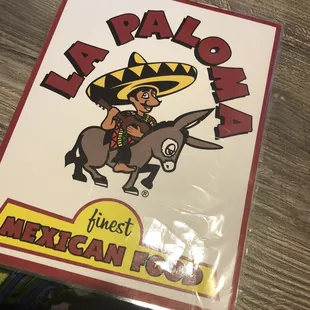 LA PALOMA
®
finest
MEXICAN FOOD